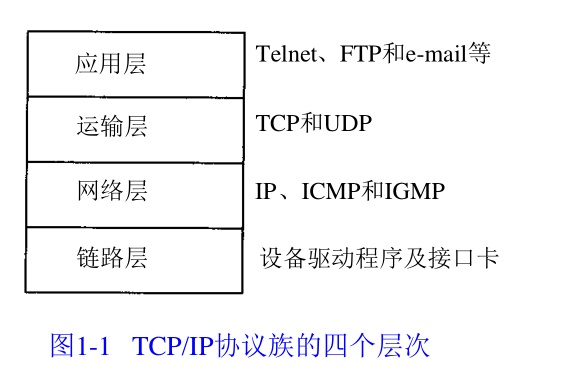 应用层 Telnet、FTP和e-mail等
运输层 TCP和UDP
网络层 IP、ICMP和IGMP
链路层 设备驱动程序及接口卡
图1-1 TCP/IP协议族的四个层次